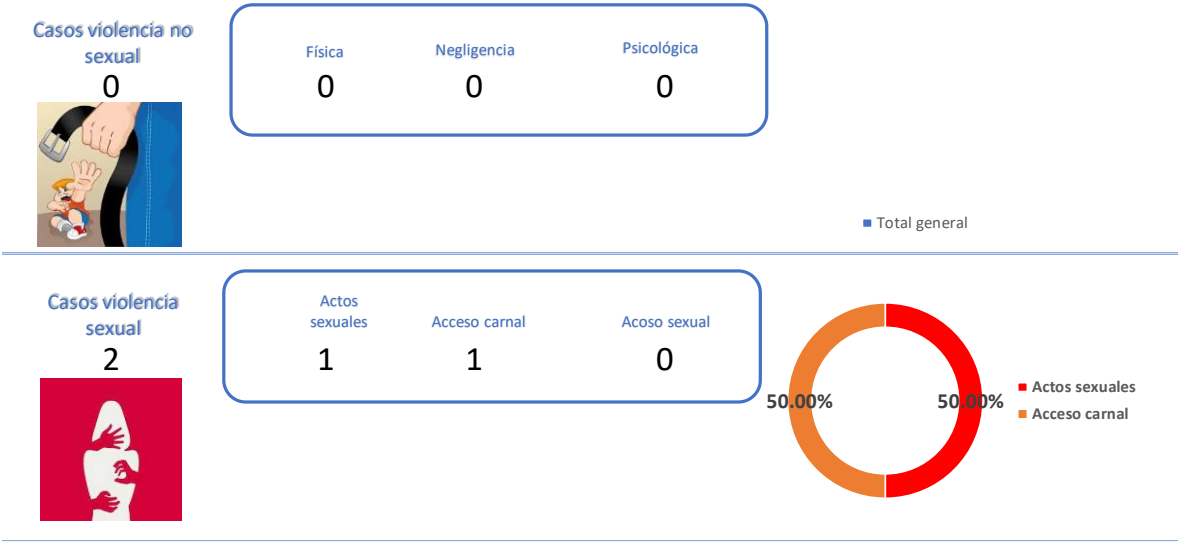 Casos violencia no
sexual
0
Física
Negligencia
Psicológica
0
0
0
Total general
Casos violencia
sexual
2
Actos
sexuales
Acceso carnal
Acoso sexual
1
1
0
50.00%
50.00%
Actos sexuales
Acceso carnal